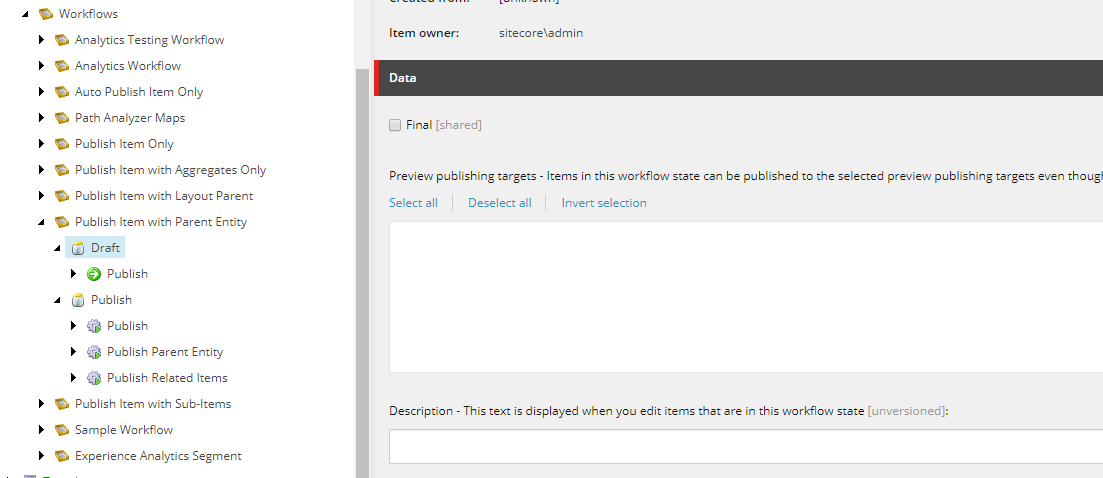 Workflows
Analytics Testing Workflow
Analytics Workflow
Auto Publish Item Only
Path Analyzer Maps
Publish Item Only
Publish Item with Aggregates Only
Publish Item with Layout Parent
Publish Item with Parent Entity
Draft
Publish
Publish
Publish
Publish Parent Entity
Publish Related Items
Publish Item with Sub-Items
Sample Workflow
Experience Analytics Segment
Created from: [unknown]
Item owner: sitecore\admin
Data
Final [shared]
Preview publishing targets - Items in this workflow state can be published to the selected preview publishing targets even though
Select all Deselect all Invert selection
Description - This text is displayed when you edit items that are in this workflow state [unversioned]: